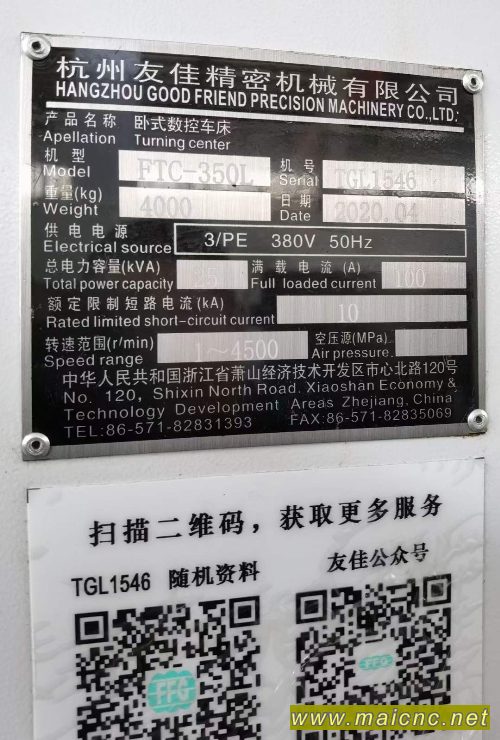 杭州友佳精密机械有限公司
HANGZHOU GOOD FRIEND PRECISION MACHINERY CO.,LTD.
产品名称 卧式数控车床
Apellation Turning center
机型 FTC-350L 机号 TGL1546
Model Serial
重量(kg) 4000 日期 2020.04
Weight Date
供电电源 3/PE 380V 50Hz
Electrical source
总电力容量(kVA) 25 满载电流(A) 100
Total power capacity Full loaded current
额定限制短路电流(kA) 10
Rated limited short-circuit current
转速范围(r/min) 1~4500 空压源(MPa)
Speed range Air pressure
中华人民共和国浙江省萧山经济技术开发区市心北路120号
No. 120, Shixin North Road. Xiaoshan Economy &
Technology Development Areas Zhejiang, China
TEL:86-571-82831393 FAX:86-571-82835069
扫描二维码，获取更多服务
TGL1546 随机资料 友佳公众号
FFG FFG
www.maicnc.net